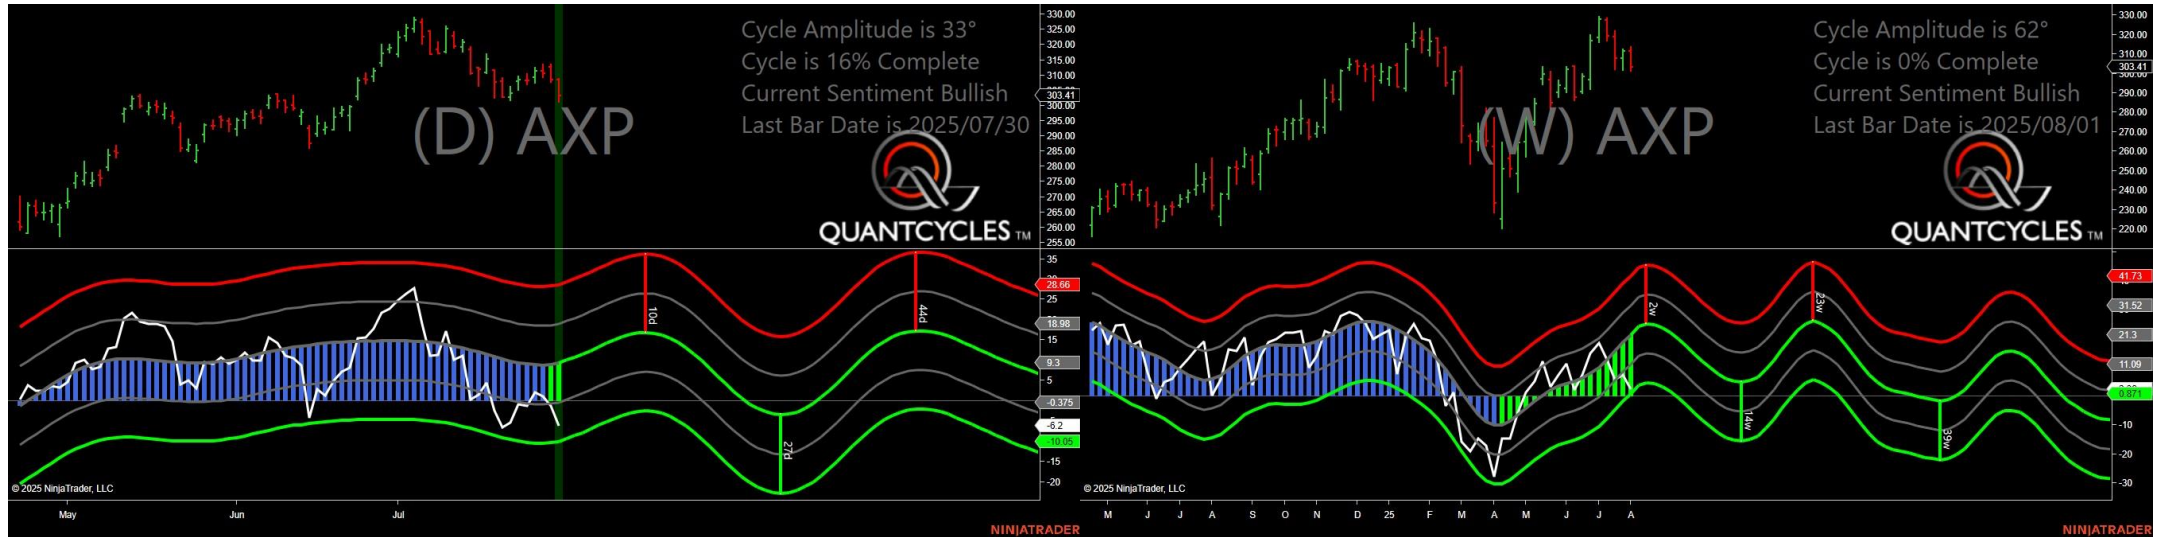 Cycle Amplitude is 33°
Cycle is 16% Complete
Current Sentiment Bullish
Last Bar Date is 2025/07/30
(D) AXP
QUANTCYCLES TM
330.00
325.00
320.00
315.00
310.00
303.41
300.00
295.00
290.00
285.00
280.00
275.00
270.00
265.00
260.00
255.00
35
28.66
25
18.98
15
9.3
5
-0.375
-6.2
-10.05
-15
-20
10d
27d
44d
© 2025 NinjaTrader, LLC
May Jun Jul
NINJATRADER
Cycle Amplitude is 62°
Cycle is 0% Complete
Current Sentiment Bullish
Last Bar Date is 2025/08/01
(W) AXP
QUANTCYCLES TM
330.00
320.00
310.00
303.41
300.00
290.00
280.00
270.00
260.00
250.00
240.00
230.00
220.00
41.73
31.52
21.3
11.09
0.871
-10
-20
-30
2w
14w
23w
39w
© 2025 NinjaTrader, LLC
M J J A S O N D 25 F M A M J J A
NINJATRADER